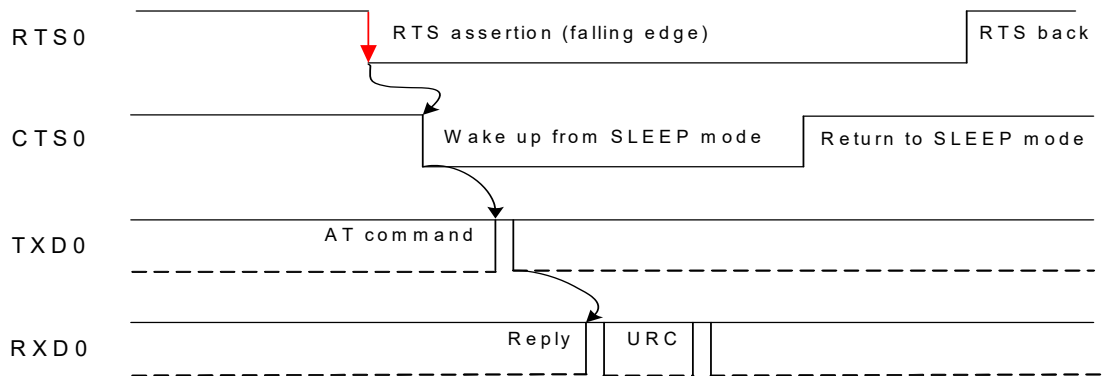 RTS0
RTS assertion (falling edge)
RTS back
CTS0
Wake up from SLEEP mode
Return to SLEEP mode
TXD0
AT command
RXD0
Reply
URC